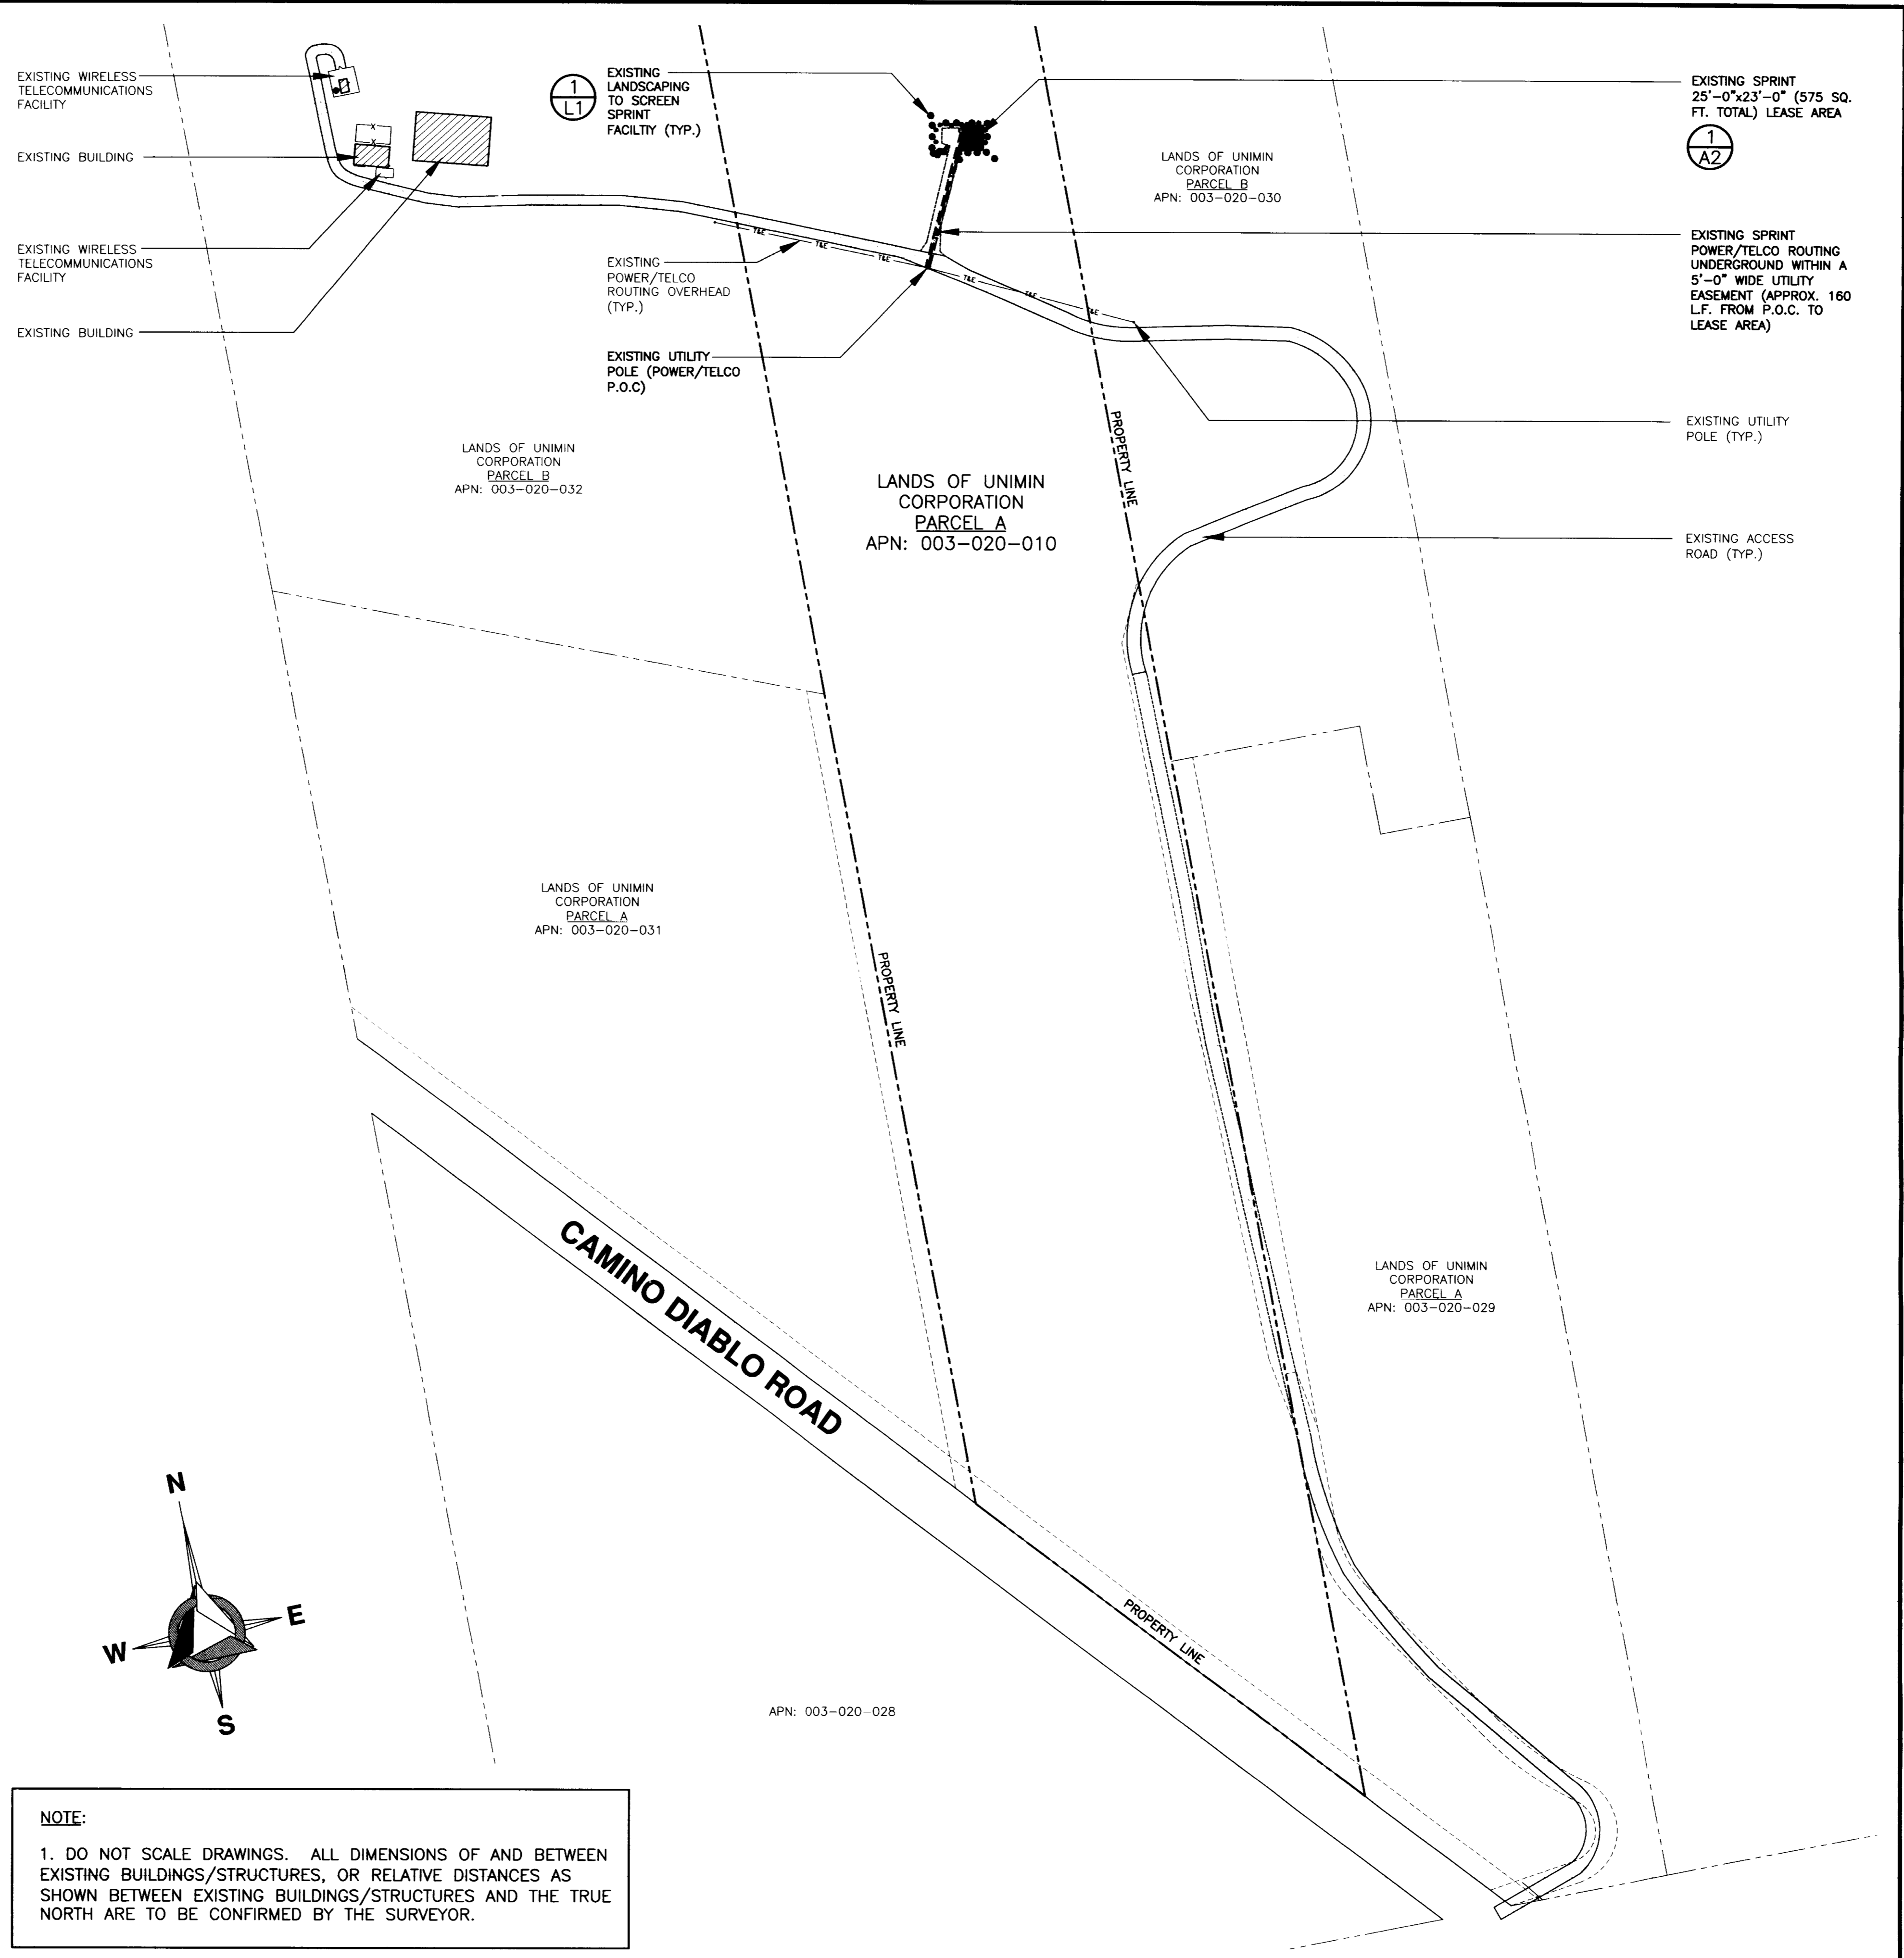 EXISTING WIRELESS
TELECOMMUNICATIONS
FACILITY
EXISTING BUILDING
EXISTING WIRELESS
TELECOMMUNICATIONS
FACILITY
EXISTING BUILDING
1
L1
EXISTING
LANDSCAPING
TO SCREEN
SPRINT
FACILTIY (TYP.)
EXISTING
POWER/TELCO
ROUTING OVERHEAD
(TYP.)
EXISTING UTILITY
POLE (POWER/TELCO
P.O.C)
X
X
T&E
T&E
T&E
T&E
T&E
T&E
T&E
LANDS OF UNIMIN
CORPORATION
PARCEL B
APN: 003-020-030
EXISTING SPRINT
25'-0"x23'-0" (575 SQ.
FT. TOTAL) LEASE AREA
1
A2
EXISTING SPRINT
POWER/TELCO ROUTING
UNDERGROUND WITHIN A
5'-0" WIDE UTILITY
EASEMENT (APPROX. 160
L.F. FROM P.O.C. TO
LEASE AREA)
EXISTING UTILITY
POLE (TYP.)
EXISTING ACCESS
ROAD (TYP.)
LANDS OF UNIMIN
CORPORATION
PARCEL B
APN: 003-020-032
LANDS OF UNIMIN
CORPORATION
PARCEL A
APN: 003-020-010
PROPERTY LINE
LANDS OF UNIMIN
CORPORATION
PARCEL A
APN: 003-020-031
PROPERTY LINE
CAMINO DIABLO ROAD
LANDS OF UNIMIN
CORPORATION
PARCEL A
APN: 003-020-029
PROPERTY LINE
APN: 003-020-028
N
E
W
S
NOTE:
1. DO NOT SCALE DRAWINGS. ALL DIMENSIONS OF AND BETWEEN
EXISTING BUILDINGS/STRUCTURES, OR RELATIVE DISTANCES AS
SHOWN BETWEEN EXISTING BUILDINGS/STRUCTURES AND THE TRUE
NORTH ARE TO BE CONFIRMED BY THE SURVEYOR.